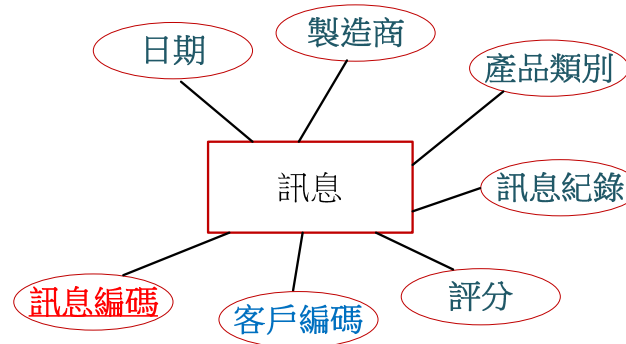 製造商
日期
產品類別
訊息
訊息紀錄
訊息編碼
客戶編碼
評分